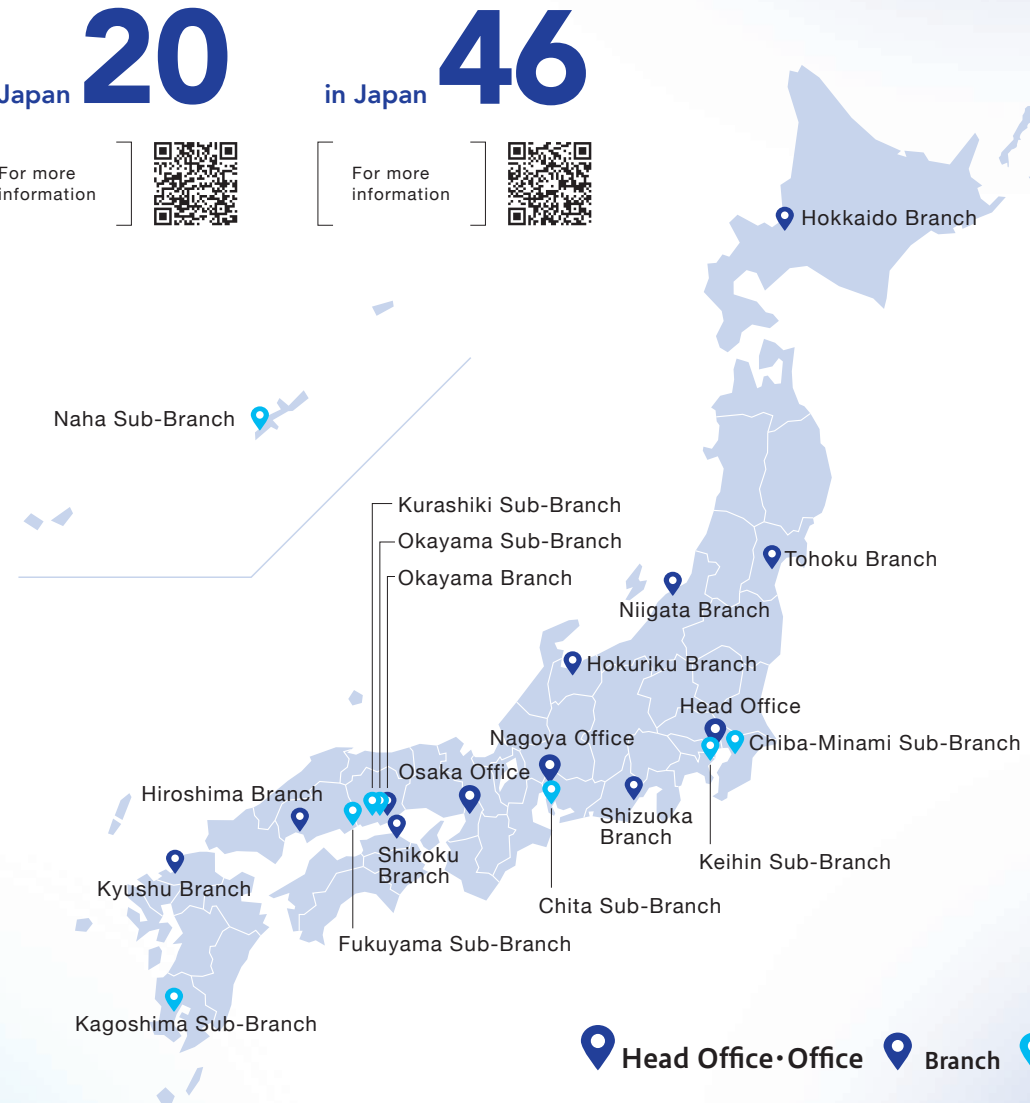 Japan 20
in Japan 46
For more
information
For more
information
Hokkaido Branch
Naha Sub-Branch
Kurashiki Sub-Branch
Okayama Sub-Branch
Okayama Branch
Tohoku Branch
Niigata Branch
Hokuriku Branch
Head Office
Nagoya Office
Chiba-Minami Sub-Branch
Osaka Office
Hiroshima Branch
Shizuoka
Branch
Shikoku
Branch
Keihin Sub-Branch
Kyushu Branch
Chita Sub-Branch
Fukuyama Sub-Branch
Kagoshima Sub-Branch
Head Office・Office Branch